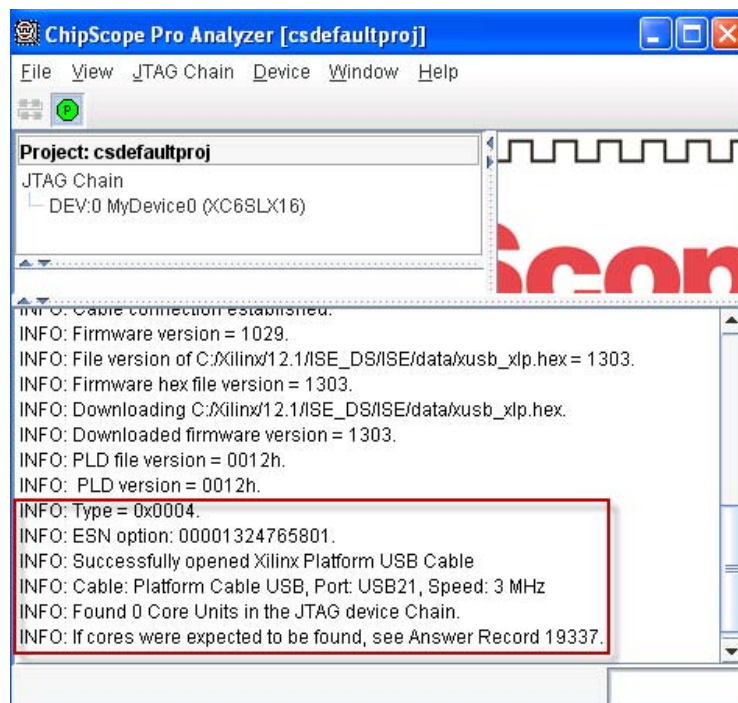 ChipScope Pro Analyzer [csdefaultproj]
File View JTAG Chain Device Window Help
P
Project: csdefaultproj
JTAG Chain
DEV:0 MyDevice0 (XC6SLX16)
Scop
INFO: Cable connection established.
INFO: Firmware version = 1029.
INFO: File version of C:/Xilinx/12.1/ISE_DS/ISE/data/xusb_xlp.hex = 1303.
INFO: Firmware hex file version = 1303.
INFO: Downloading C:/Xilinx/12.1/ISE_DS/ISE/data/xusb_xlp.hex.
INFO: Downloaded firmware version = 1303.
INFO: PLD file version = 0012h.
INFO: PLD version = 0012h.
INFO: Type = 0x0004.
INFO: ESN option: 00001324765801.
INFO: Successfully opened Xilinx Platform USB Cable
INFO: Cable: Platform Cable USB, Port: USB21, Speed: 3 MHz
INFO: Found 0 Core Units in the JTAG device Chain.
INFO: If cores were expected to be found, see Answer Record 19337.